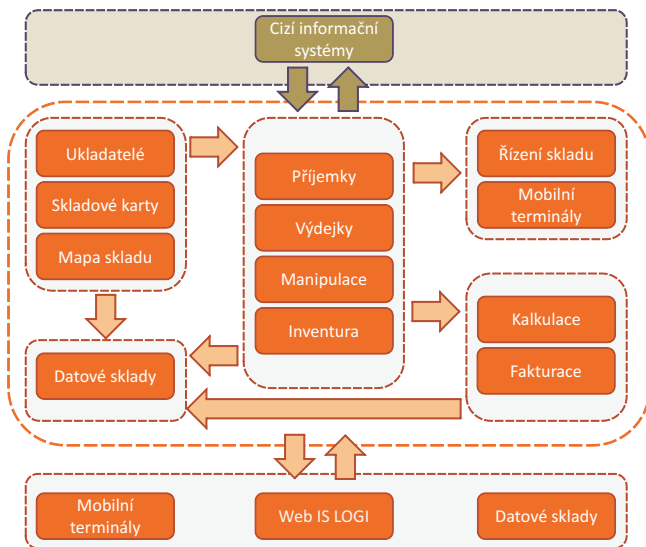 Cizí informační
systémy
Ukladatelé
Skladové karty
Mapa skladu
Příjemky
Výdejky
Manipulace
Inventura
Řízení skladu
Mobilní
terminály
Kalkulace
Fakturace
Datové sklady
Mobilní
terminály
Web IS LOGI
Datové sklady